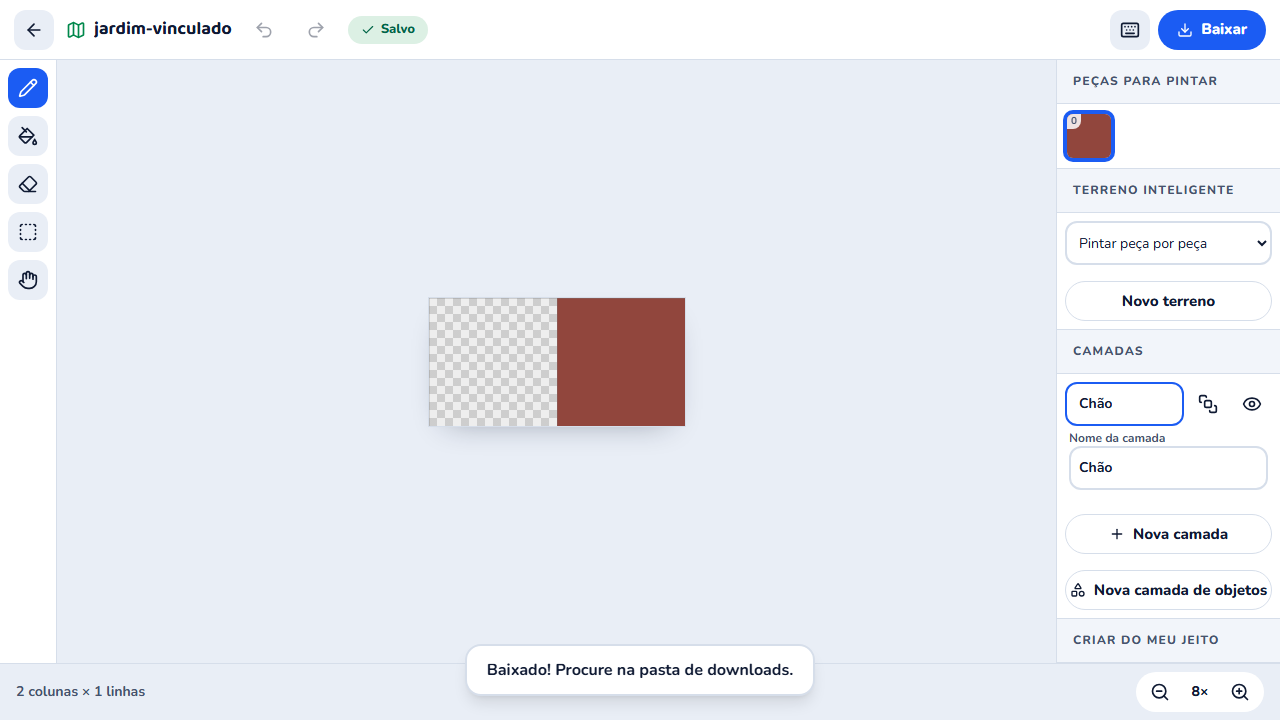 jardim-vinculado
Salvo
Baixar
PEÇAS PARA PINTAR
0
TERRENO INTELIGENTE
Pintar peça por peça
Novo terreno
CAMADAS
Chão
Nome da camada
Chão
Nova camada
Nova camada de objetos
CRIAR DO MEU JEITO
Baixado! Procure na pasta de downloads.
2 colunas × 1 linhas
8×